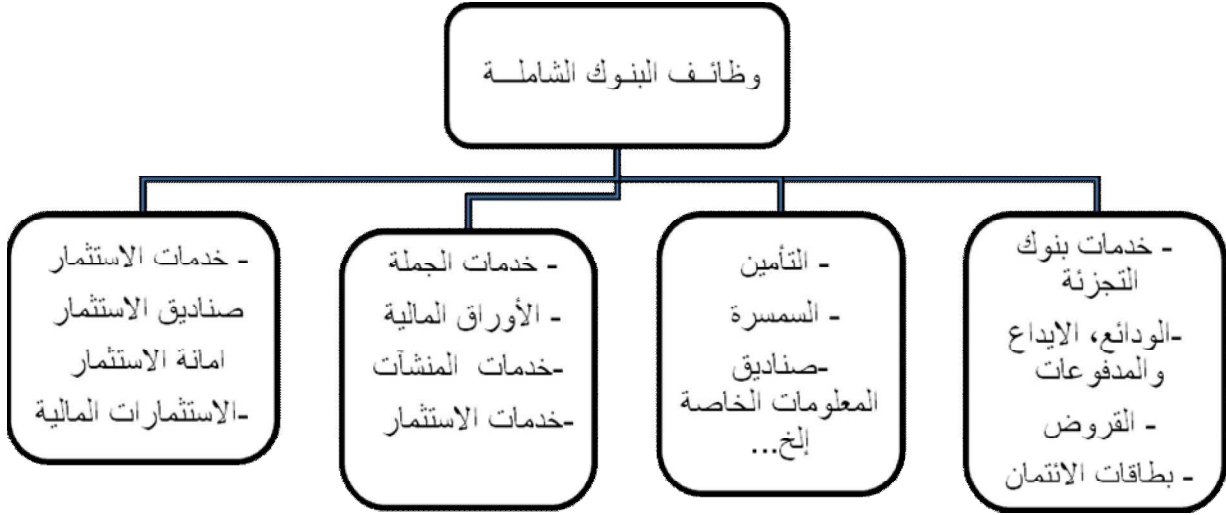 وظائف البنوك الشاملة
- خدمات بنوك
التجزئة
-الودائع، الايداع
والمدفوعات
- القروض
- بطاقات الائتمان
- التأمين
- السمسرة
-صناديق
المعلومات الخاصة
إلخ...
- خدمات الجملة
- الأوراق المالية
-خدمات المنشآت
-خدمات الاستثمار
- خدمات الاستثمار
صناديق الاستثمار
امانة الاستثمار
-الاستثمارات المالية